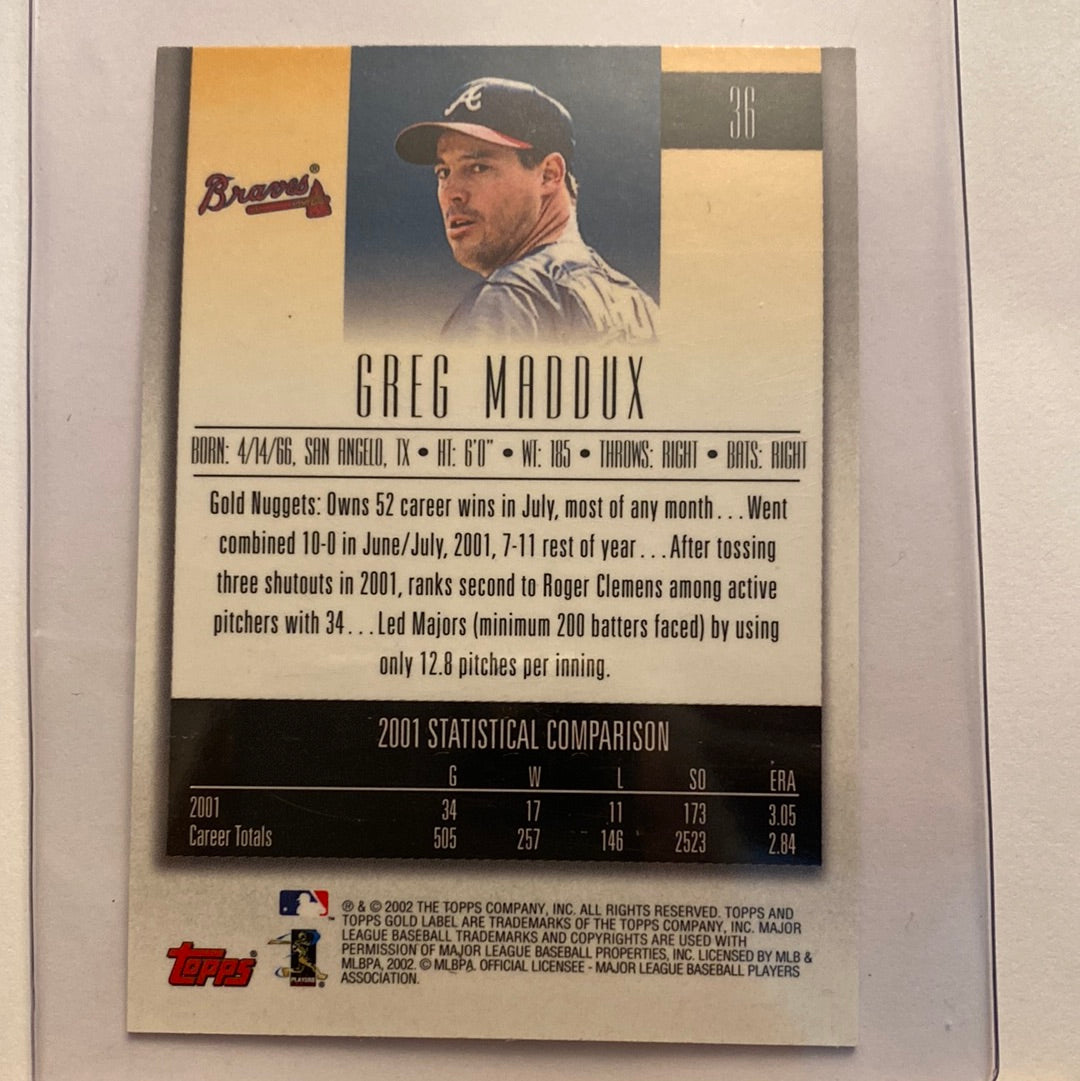 36
Braves®
GREG MADDUX
BORN: 4/14/66, SAN ANGELO, TX • HT: 6'0" • WT: 185 • THROWS: RIGHT • BATS: RIGHT
Gold Nuggets: Owns 52 career wins in July, most of any month...Went
combined 10-0 in June/July, 2001, 7-11 rest of year...After tossing
three shutouts in 2001, ranks second to Roger Clemens among active
pitchers with 34...Led Majors (minimum 200 batters faced) by using
only 12.8 pitches per inning.
2001 STATISTICAL COMPARISON
G W L SO ERA
2001 34 17 11 173 3.05
Career Totals 505 257 146 2523 2.84
® & © 2002 THE TOPPS COMPANY, INC. ALL RIGHTS RESERVED. TOPPS AND
TOPPS GOLD LABEL ARE TRADEMARKS OF THE TOPPS COMPANY, INC. MAJOR
LEAGUE BASEBALL TRADEMARKS AND COPYRIGHTS ARE USED WITH
PERMISSION OF MAJOR LEAGUE BASEBALL PROPERTIES, INC. LICENSED BY MLB &
MLBPA, 2002. © MLBPA. OFFICIAL LICENSEE - MAJOR LEAGUE BASEBALL PLAYERS
ASSOCIATION.
Topps®
PLAYERS